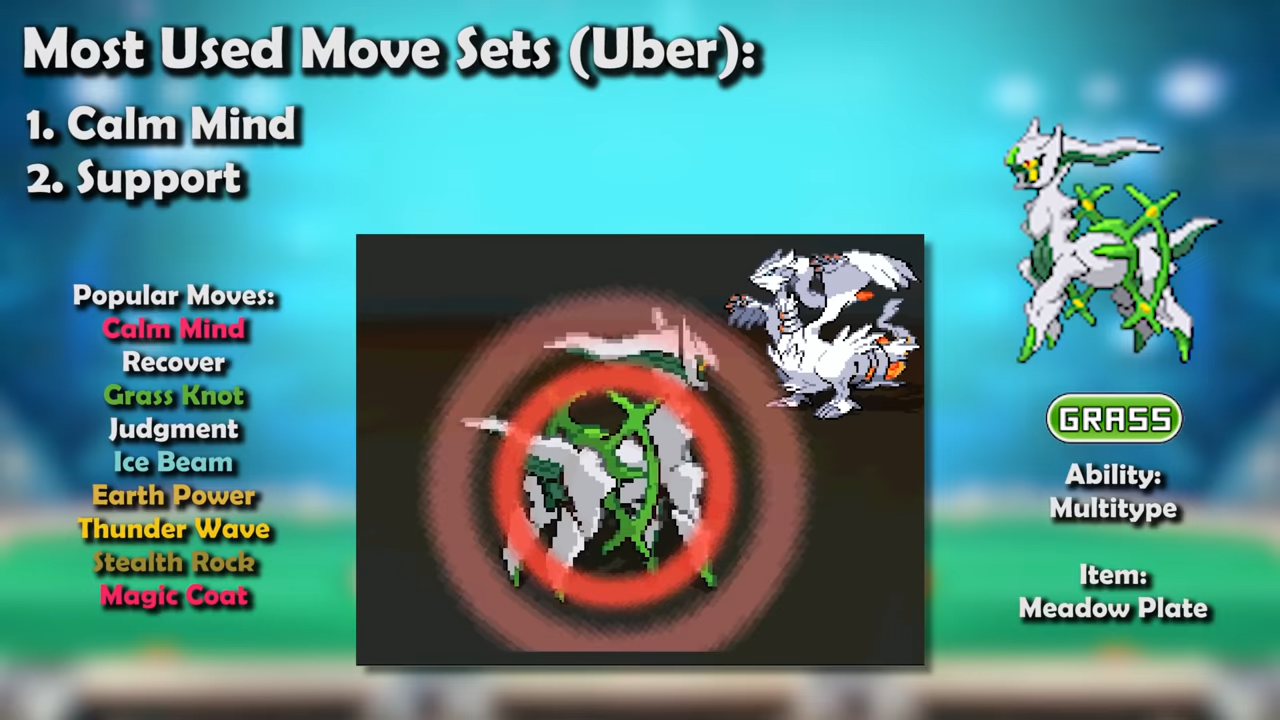 Most Used Move Sets (Uber):
1. Calm Mind
2. Support
Popular Moves:
Calm Mind
Recover
Grass Knot
Judgment
Ice Beam
Earth Power
Thunder Wave
Stealth Rock
Magic Coat
GRASS
Ability:
Multitype
Item:
Meadow Plate